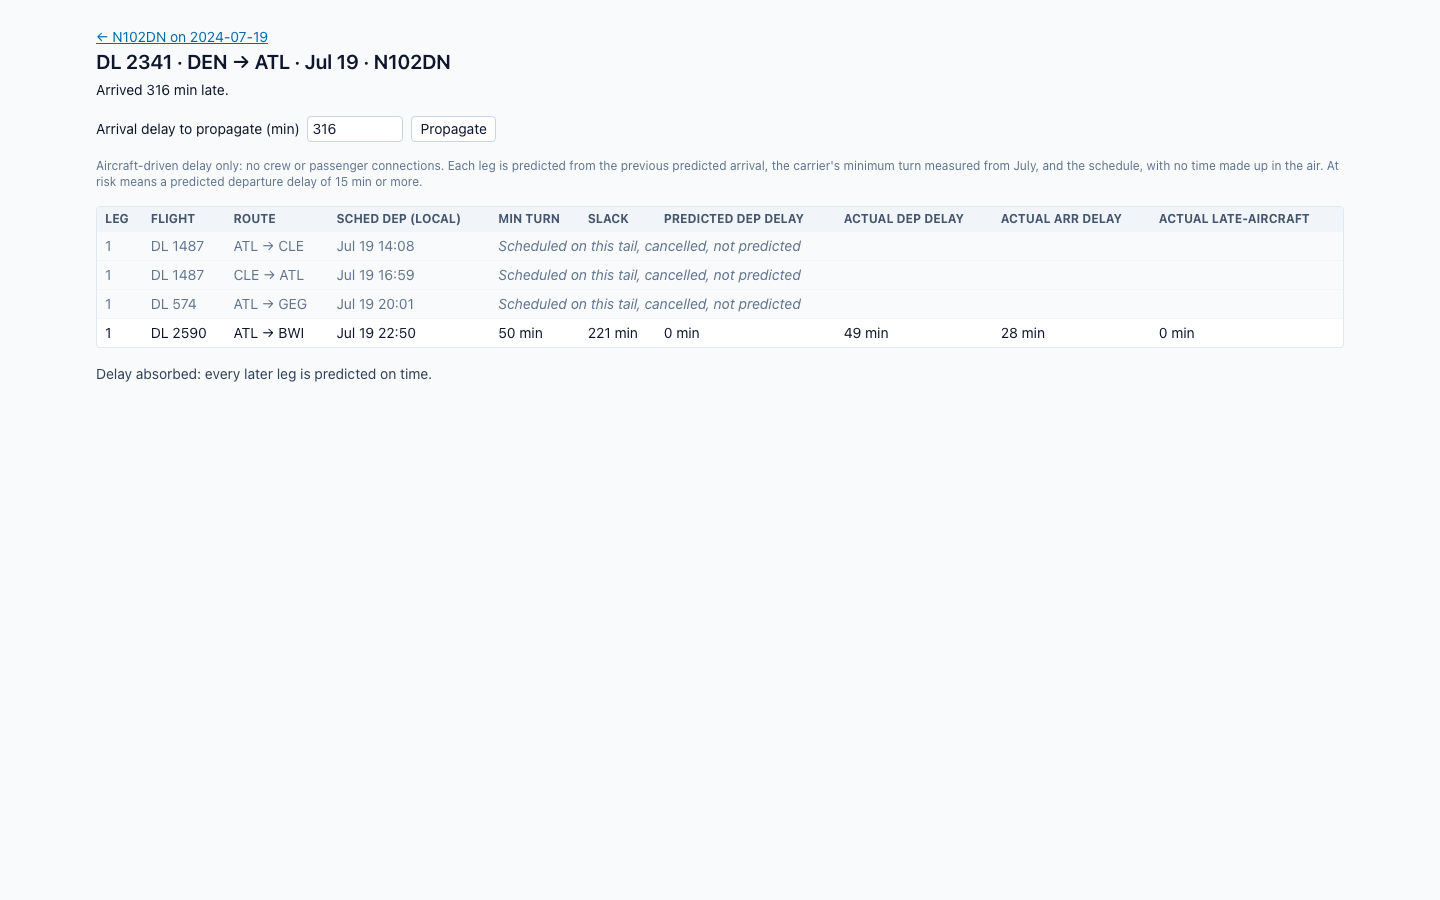 ← N102DN on 2024-07-19
DL 2341 · DEN → ATL · Jul 19 · N102DN
Arrived 316 min late.
Arrival delay to propagate (min) 316 Propagate
Aircraft-driven delay only: no crew or passenger connections. Each leg is predicted from the previous predicted arrival, the carrier's minimum turn measured from July, and the schedule, with no time made up in the air. At
risk means a predicted departure delay of 15 min or more.
LEG FLIGHT ROUTE SCHED DEP (LOCAL) MIN TURN SLACK PREDICTED DEP DELAY ACTUAL DEP DELAY ACTUAL ARR DELAY ACTUAL LATE-AIRCRAFT
1 DL 1487 ATL → CLE Jul 19 14:08 Scheduled on this tail, cancelled, not predicted
1 DL 1487 CLE → ATL Jul 19 16:59 Scheduled on this tail, cancelled, not predicted
1 DL 574 ATL → GEG Jul 19 20:01 Scheduled on this tail, cancelled, not predicted
1 DL 2590 ATL → BWI Jul 19 22:50 50 min 221 min 0 min 49 min 28 min 0 min
Delay absorbed: every later leg is predicted on time.